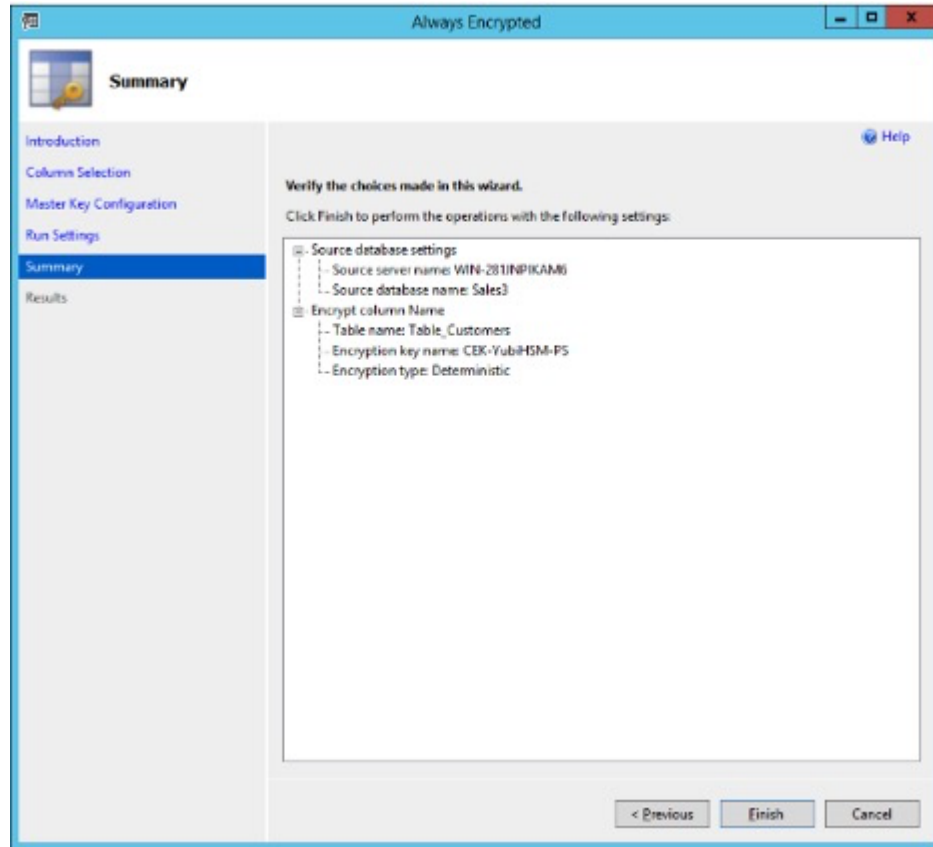 Always Encrypted
Summary
Introduction
Column Selection
Master Key Configuration
Run Settings
Summary
Results
Help
Verify the choices made in this wizard.
Click Finish to perform the operations with the following settings:
Source database settings
Source server name: WIN-281INPIKAM6
Source database name: Sales3
Encrypt column Name
Table name: Table_Customers
Encryption key name: CEK-YubiHSM-PS
Encryption type: Deterministic
< Previous
Finish
Cancel